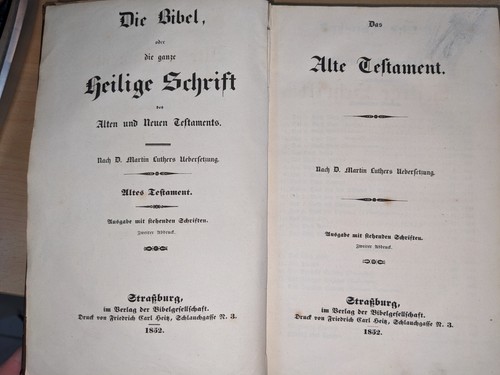 Die Bibel,
oder
die ganze
Heilige Schrift
des
Alten und Neuen Testaments.
Nach D. Martin Luthers Uebersetzung.
Altes Testament.
Ausgabe mit stehenden Schriften.
Zweiter Abdruck.
Straßburg,
im Verlag der Bibelgesellschaft.
Druck von Friedrich Carl Heitz, Schlauchgasse N. 3.
1852.
Das
Alte Testament.
Nach D. Martin Luthers Uebersetzung.
Ausgabe mit stehenden Schriften.
Zweiter Abdruck.
Straßburg,
im Verlag der Bibelgesellschaft.
Druck von Friedrich Carl Heitz, Schlauchgasse N. 3.
1852.